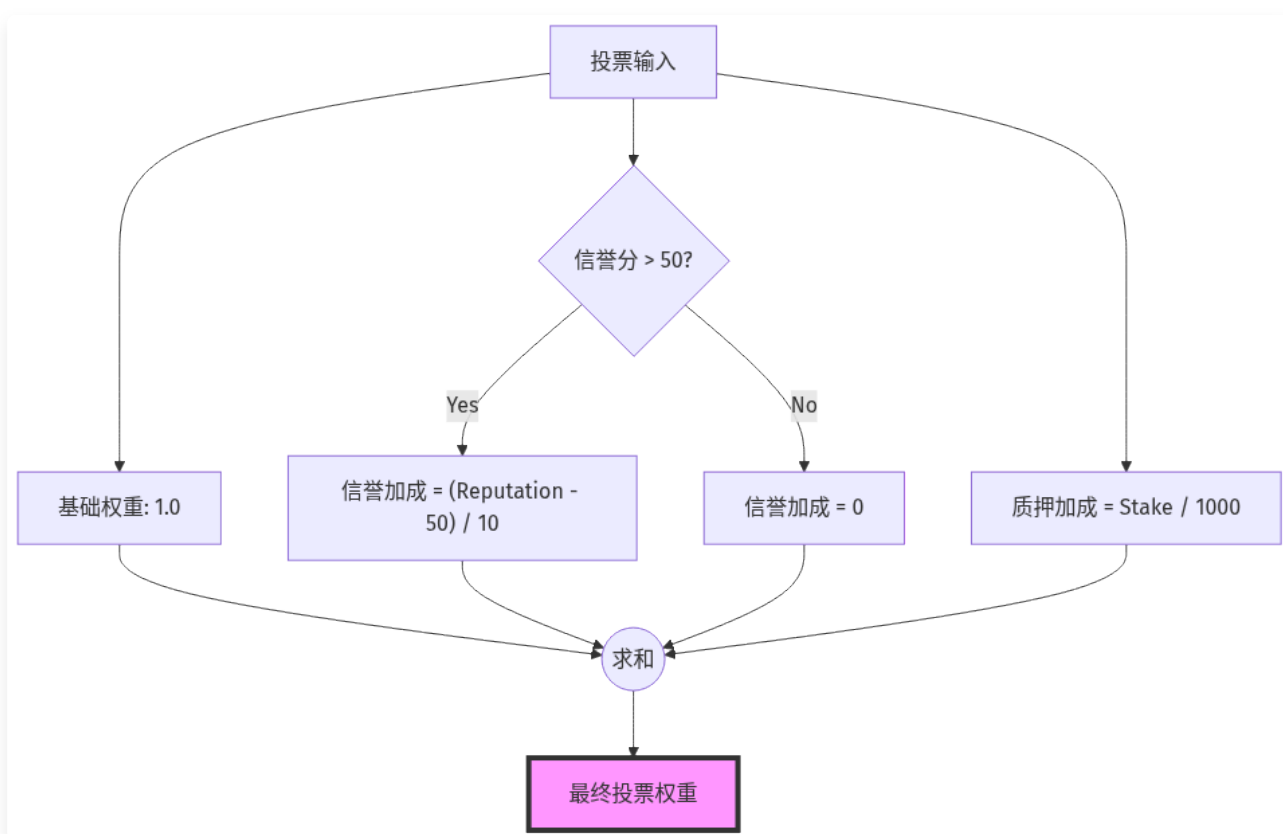 投票输入
信誉分 > 50?
Yes
No
基础权重: 1.0
信誉加成 = (Reputation -
50) / 10
信誉加成 = 0
质押加成 = Stake / 1000
求和
最终投票权重